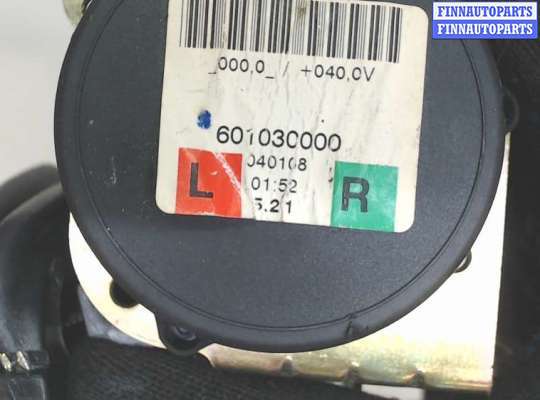 FINNAUTOPARTS
FINNAUTOPARTS
_000,0_ / +040,0V
601030000
040108
01:52
5.21
L
R